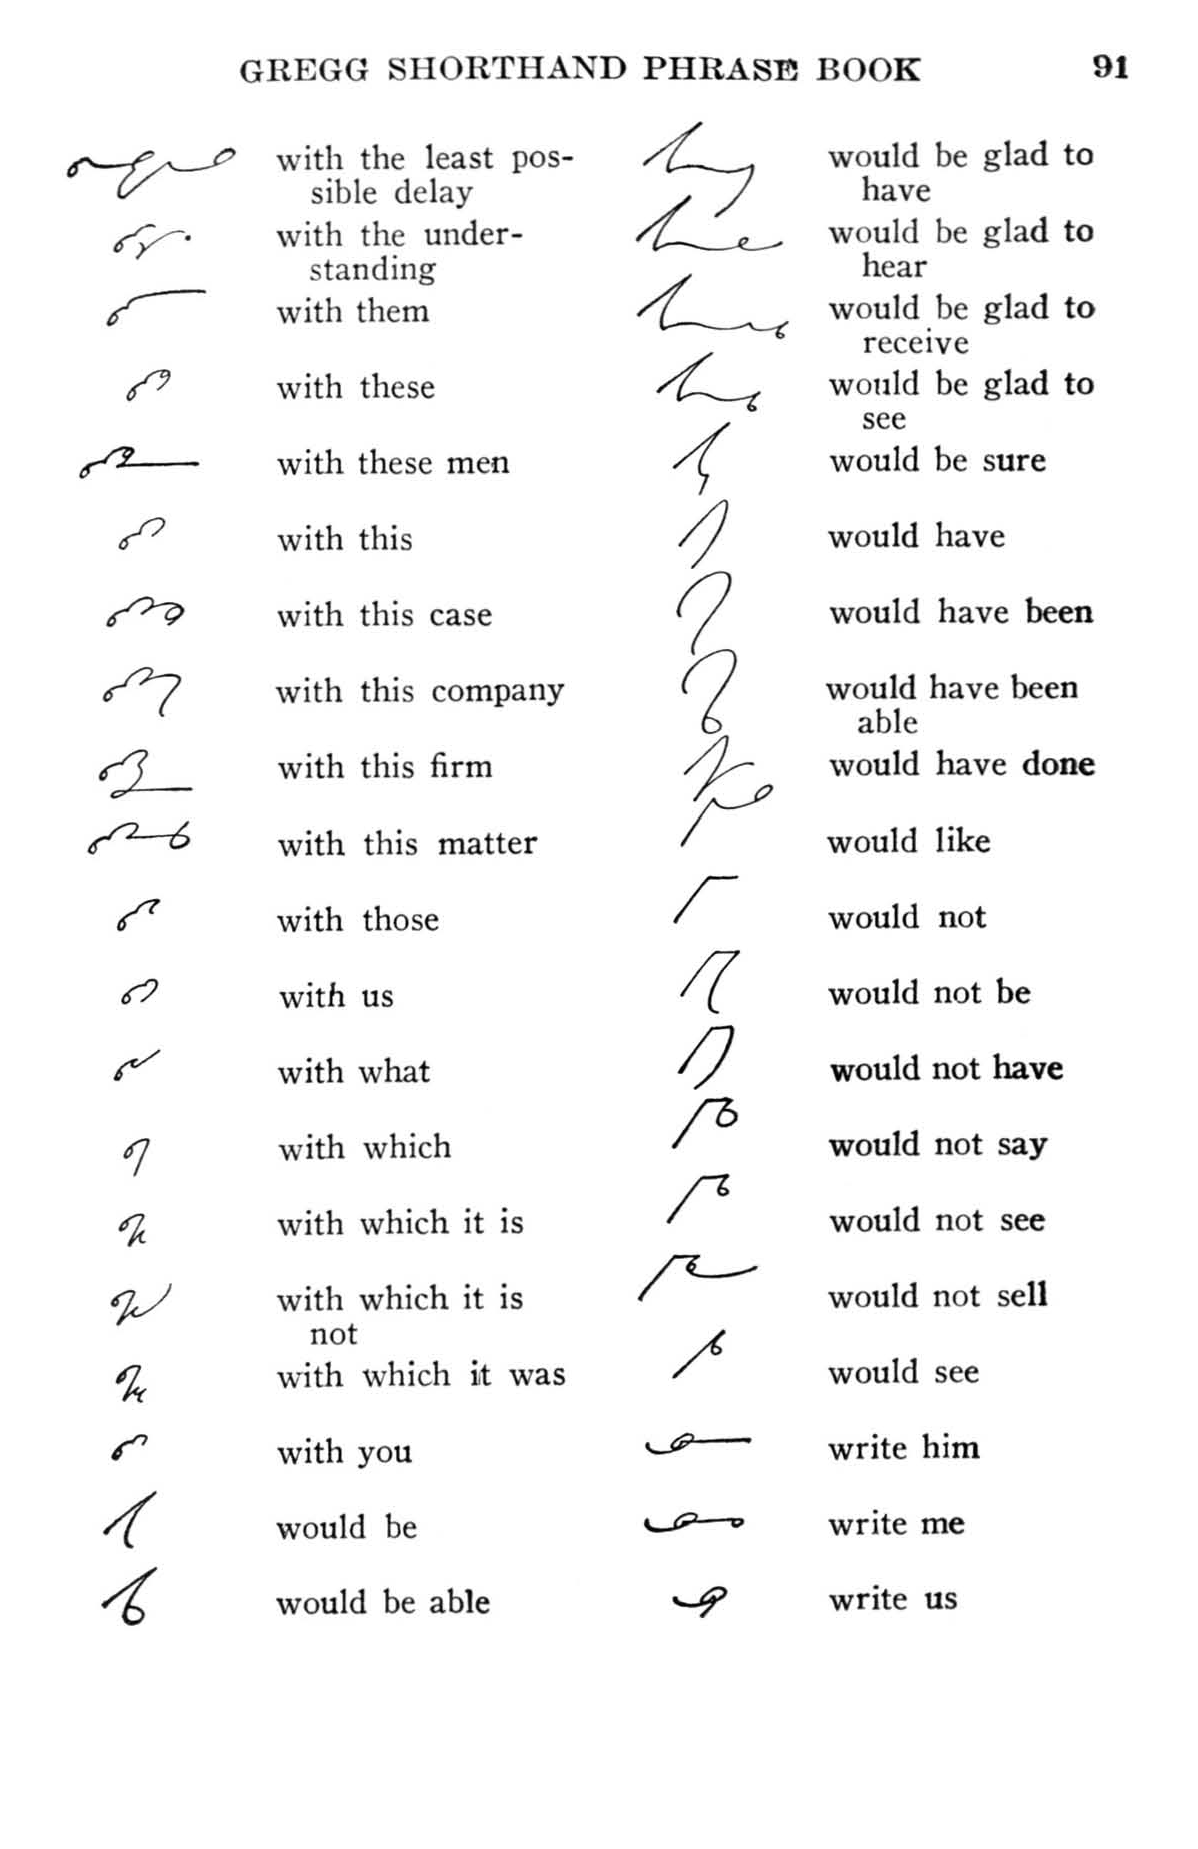 GREGG SHORTHAND PHRASE BOOK 91
with the least pos-
sible delay
with the under-
standing
with them
with these
with these men
with this
with this case
with this company
with this firm
with this matter
with those
with us
with what
with which
with which it is
with which it is
not
with which it was
with you
would be
would be able
would be glad to
have
would be glad to
hear
would be glad to
receive
would be glad to
see
would be sure
would have
would have been
would have been
able
would have done
would like
would not
would not be
would not have
would not say
would not see
would not sell
would see
write him
write me
write us